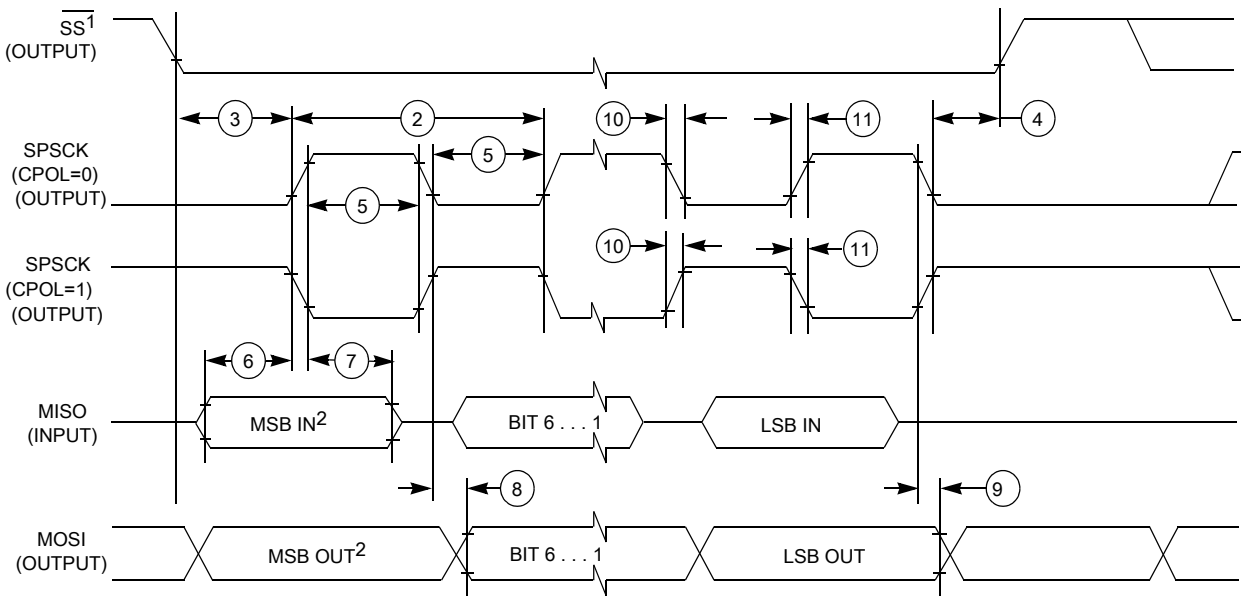 SS1
(OUTPUT)
3
2
10
11
4
SPSCK
(CPOL=0)
(OUTPUT)
5
5
SPSCK
(CPOL=1)
(OUTPUT)
10
11
6
7
MISO
(INPUT)
MSB IN2
BIT 6 . . . 1
LSB IN
8
9
MOSI
(OUTPUT)
MSB OUT2
BIT 6 . . . 1
LSB OUT